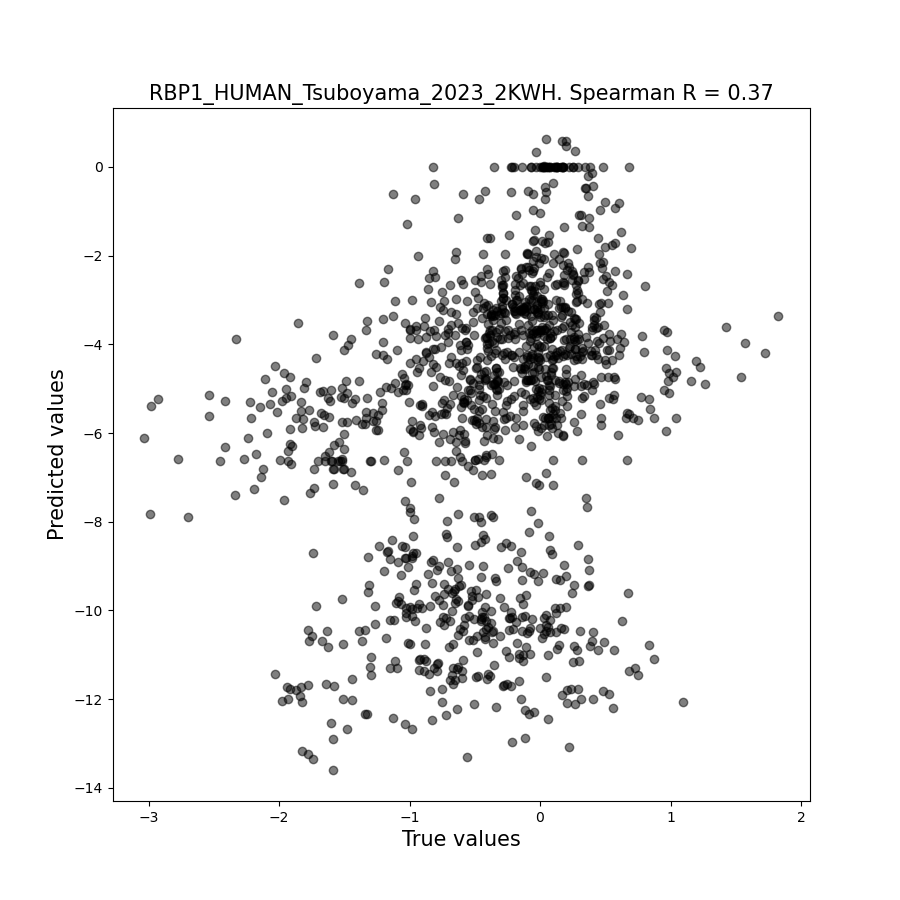 RBP1_HUMAN_Tsuboyama_2023_2KWH. Spearman R = 0.37
0
−2
−4
−6
−8
−10
−12
−14
Predicted values
−3 −2 −1 0 1 2
True values